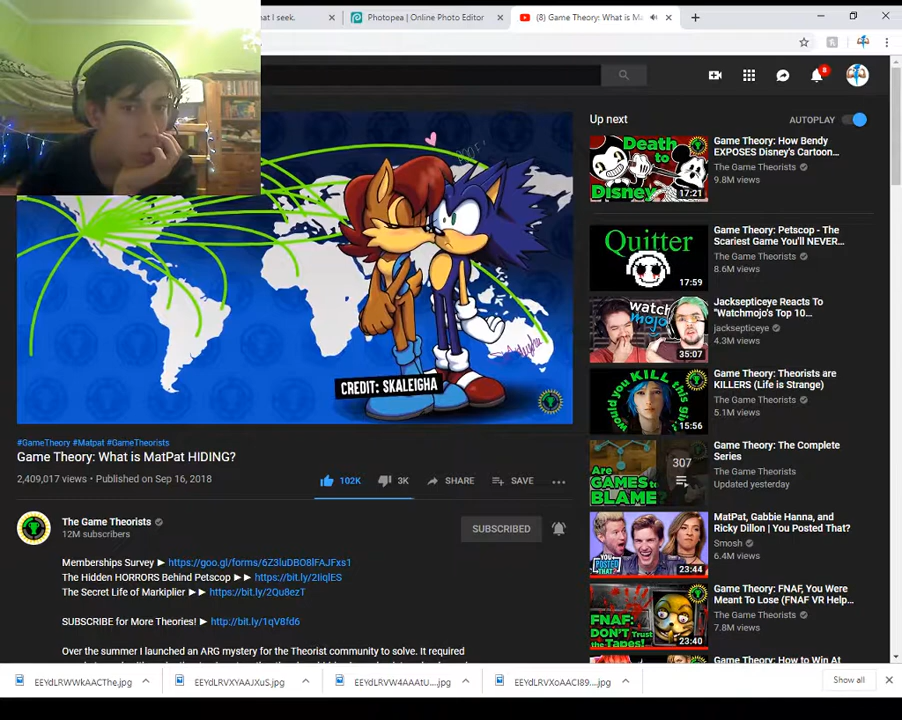 hat I seek.
Photopea | Online Photo Editor
(8) Game Theory: What is Ma
8
Up next
AUTOPLAY
CREDIT: SKALEIGHA
#GameTheory #Matpat #GameTheorists
Game Theory: What is MatPat HIDING?
2,409,017 views • Published on Sep 16, 2018
102K
3K
SHARE
SAVE
The Game Theorists
12M subscribers
SUBSCRIBED
Memberships Survey ► https://goo.gl/forms/6Z3luDBO8lFAJFxs1
The Hidden HORRORS Behind Petscop ►► https://bit.ly/2IiqIES
The Secret Life of Markiplier ►► https://bit.ly/2Qu8ezT
SUBSCRIBE for More Theories! ► http://bit.ly/1qV8fd6
Over the summer I launched an ARG mystery for the Theorist community to solve. It required
Death to Disney
17:21
Game Theory: How Bendy
EXPOSES Disney's Cartoon...
The Game Theorists
9.8M views
Quitter
17:59
Game Theory: Petscop - The
Scariest Game You'll NEVER...
The Game Theorists
8.6M views
watch mojo
35:07
Jacksepticeye Reacts To
"Watchmojo's Top 10...
jacksepticeye
4.3M views
would you KILL this girl
15:56
Game Theory: Theorists are
KILLERS (Life is Strange)
The Game Theorists
5.1M views
Are GAMES to BLAME?
307
Game Theory: The Complete
Series
The Game Theorists
Updated yesterday
YOU POSTED THAT?
23:44
MatPat, Gabbie Hanna, and
Ricky Dillon | You Posted That?
Smosh
6.4M views
FNAF: DON'T Trust the Tapes!
23:40
Game Theory: FNAF, You Were
Meant To Lose (FNAF VR Help...
The Game Theorists
7.8M views
Game Theory: How to Win At
EEYdLRWWkAACThe.jpg
EEYdLRVXYAAJXuS.jpg
EEYdLRVW4AAAtU....jpg
EEYdLRVXoAACI89....jpg
Show all